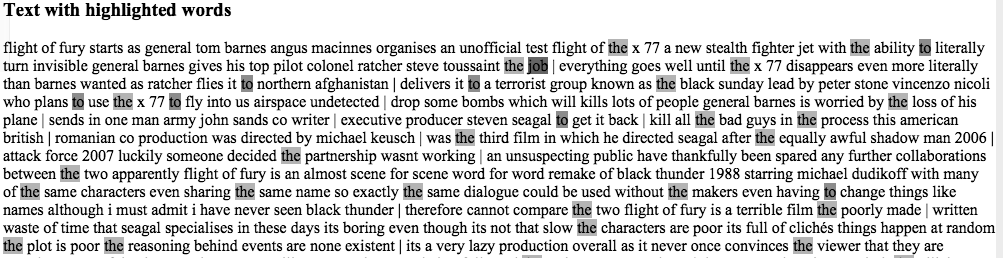 Text with highlighted words
flight of fury starts as general tom barnes angus macinnes organises an unofficial test flight of the x 77 a new stealth fighter jet with the ability to literally
turn invisible general barnes gives his top pilot colonel ratcher steve toussaint the job | everything goes well until the x 77 disappears even more literally
than barnes wanted as ratcher flies it to northern afghanistan | delivers it to a terrorist group known as the black sunday lead by peter stone vincenzo nicoli
who plans to use the x 77 to fly into us airspace undetected | drop some bombs which will kills lots of people general barnes is worried by the loss of his
plane | sends in one man army john sands co writer | executive producer steven seagal to get it back | kill all the bad guys in the process this american
british | romanian co production was directed by michael keusch | was the third film in which he directed seagal after the equally awful shadow man 2006 |
attack force 2007 luckily someone decided the partnership wasnt working | an unsuspecting public have thankfully been spared any further collaborations
between the two apparently flight of fury is an almost scene for scene word for word remake of black thunder 1988 starring michael dudikoff with many
of the same characters even sharing the same name so exactly the same dialogue could be used without the makers even having to change things like
names although i must admit i have never seen black thunder | therefore cannot compare the two flight of fury is a terrible film the poorly made | written
waste of time that seagal specialises in these days its boring even though its not that slow the characters are poor its full of clichés things happen at random
the plot is poor the reasoning behind events are none existent | its a very lazy production overall as it never once convinces the viewer that they are